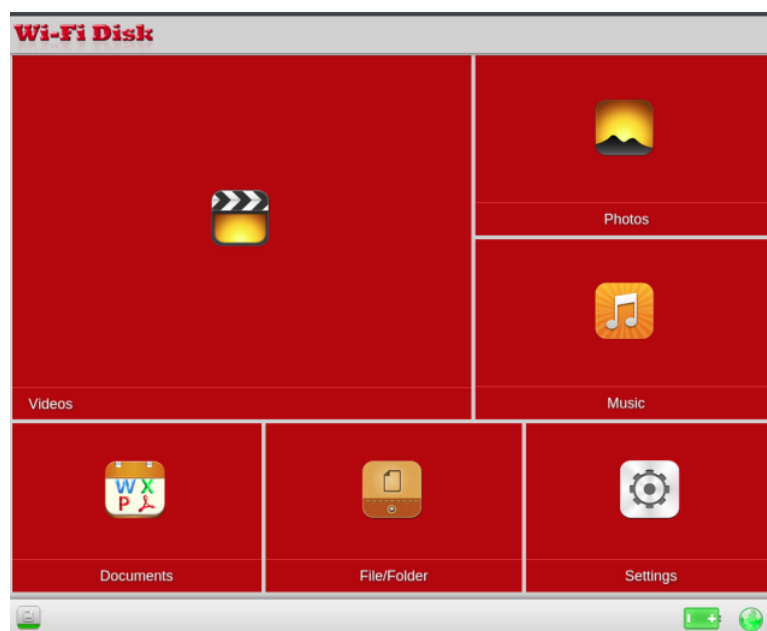 Wi-Fi Disk
Photos
Videos
Music
W X
P
Documents
File/Folder
Settings